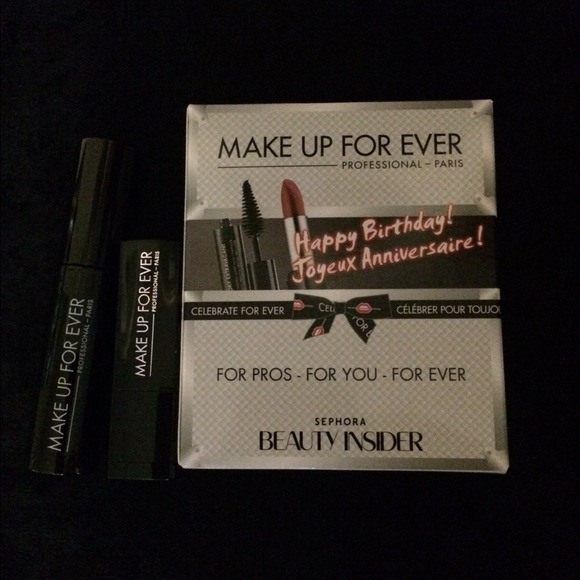 MAKE UP FOR EVER
PROFESSIONAL – PARIS
MAKE UP FOR EVER
PROFESSIONAL – PARIS
MAKE UP FOR EVER
PROFESSIONAL – PARIS
Happy Birthday!
Joyeux Anniversaire!
CELEBRATE FOR EVER
CÉLÉBRER POUR TOUJOU
FOR PROS - FOR YOU - FOR EVER
SEPHORA
BEAUTY INSIDER